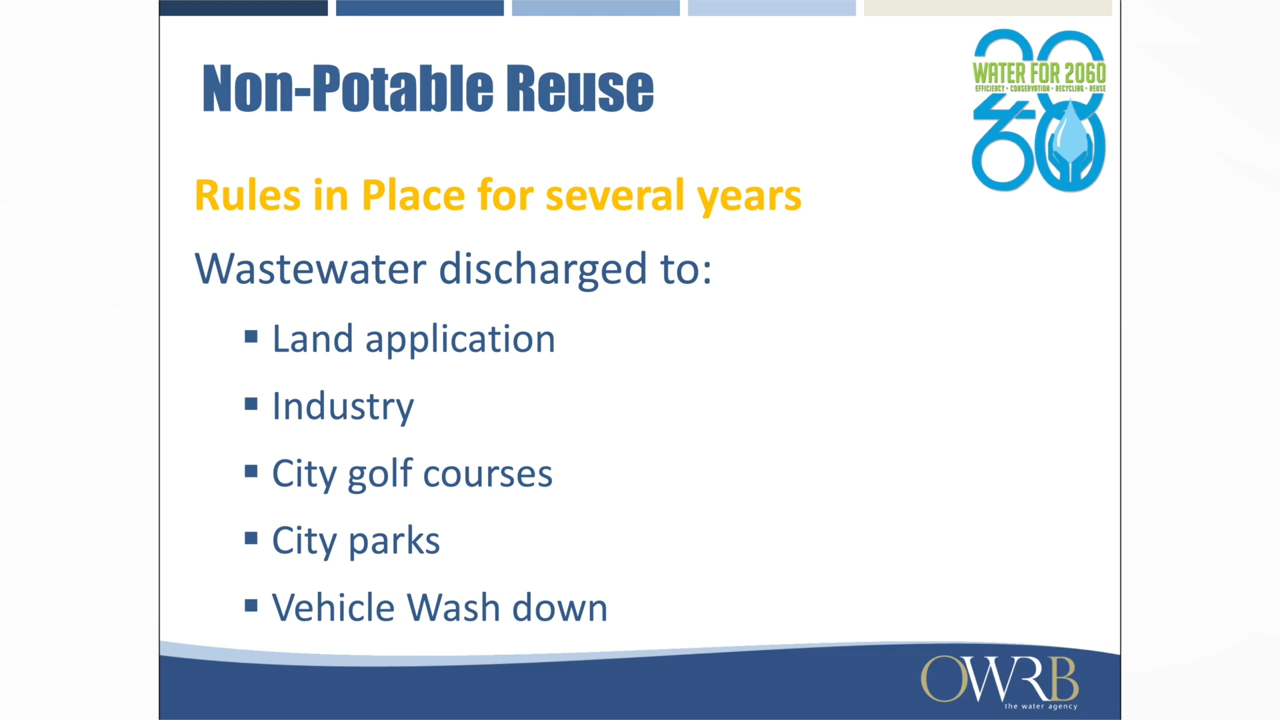 Non-Potable Reuse
WATER FOR 2060
EFFICIENCY • CONSERVATION • RECYCLING • REUSE
2060
Rules in Place for several years
Wastewater discharged to:
▪ Land application
▪ Industry
▪ City golf courses
▪ City parks
▪ Vehicle Wash down
OWRB
the water agency